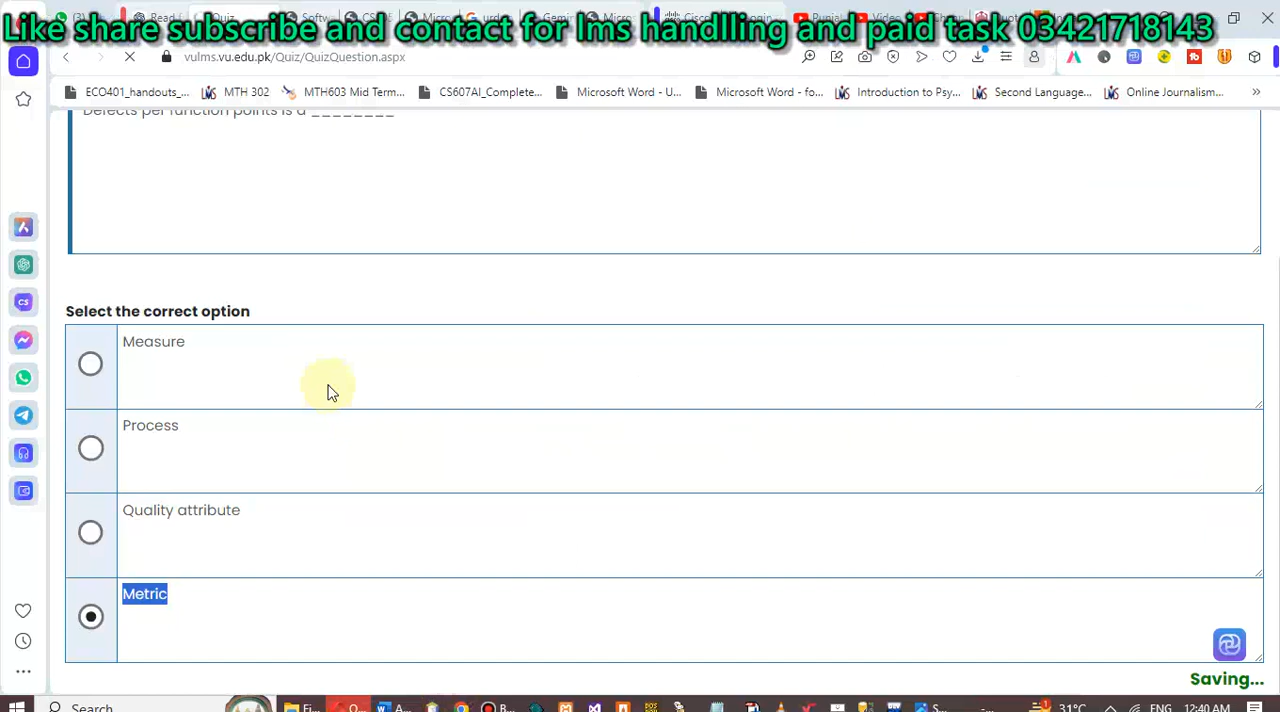 Like share subscribe and contact for lms handlling and paid task 03421718143
vulms.vu.edu.pk/Quiz/QuizQuestion.aspx
ECO401_handouts_... MTH 302 MTH603 Mid Term... CS607AI_Complete... Microsoft Word - U... Microsoft Word - fo... Introduction to Psy... Second Language... Online Journalism...
Defects per function points is a ________
Select the correct option
Measure
Process
Quality attribute
Metric
Saving...
Search
31°C ENG 12:40 AM